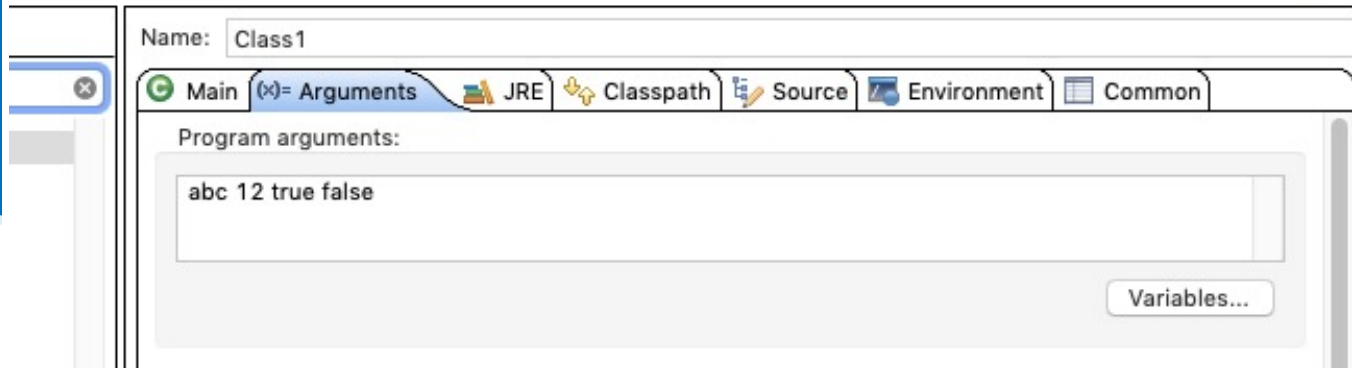 Name: Class1
Main (x)= Arguments JRE Classpath Source Environment Common
Program arguments:
abc 12 true false
Variables...